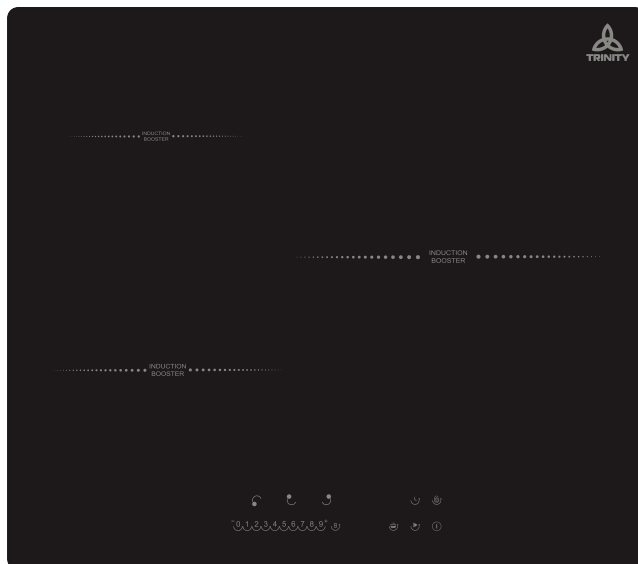 TRINITY
INDUCTION
BOOSTER
INDUCTION
BOOSTER
INDUCTION
BOOSTER
0 1 2 3 4 5 6 7 8 9 B